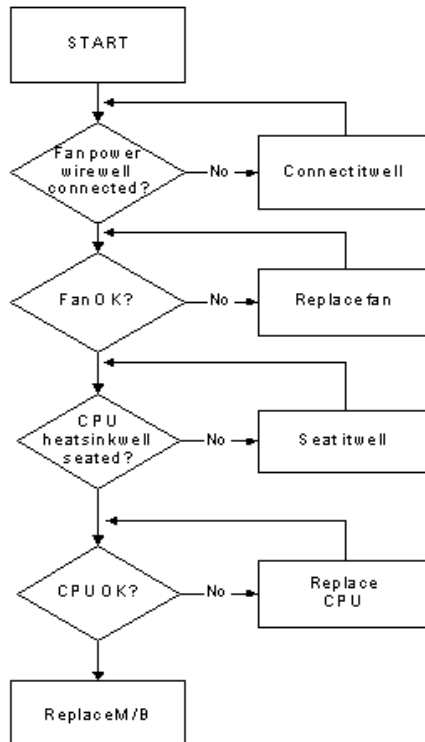 START
Fan power
wire well
connected?
No
Connect it well
Fan OK?
No
Replace fan
CPU
heatsink well
seated?
No
Seat it well
CPU OK?
No
Replace
CPU
Replace M/B